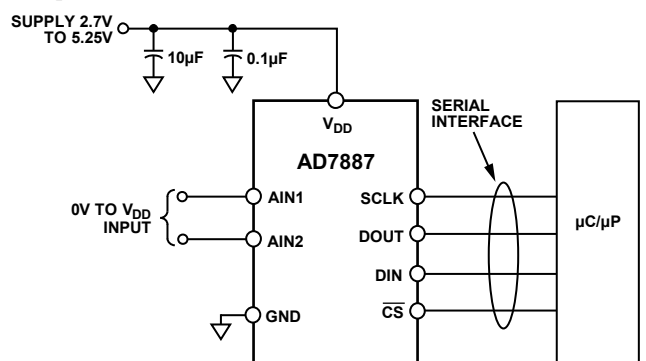 SUPPLY 2.7V
TO 5.25V
10µF
0.1µF
V_DD
AD7887
SERIAL
INTERFACE
0V TO V_DD
INPUT
AIN1
AIN2
GND
SCLK
DOUT
DIN
C̅S̅
µC/µP